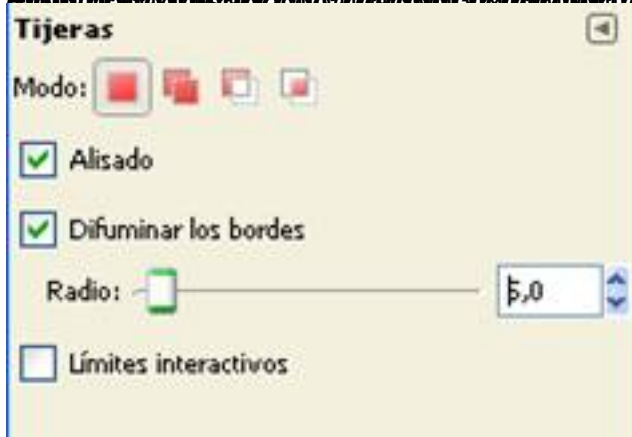 Tijeras
Modo:
Alisado
Difuminar los bordes
Radio: 5,0
Límites interactivos